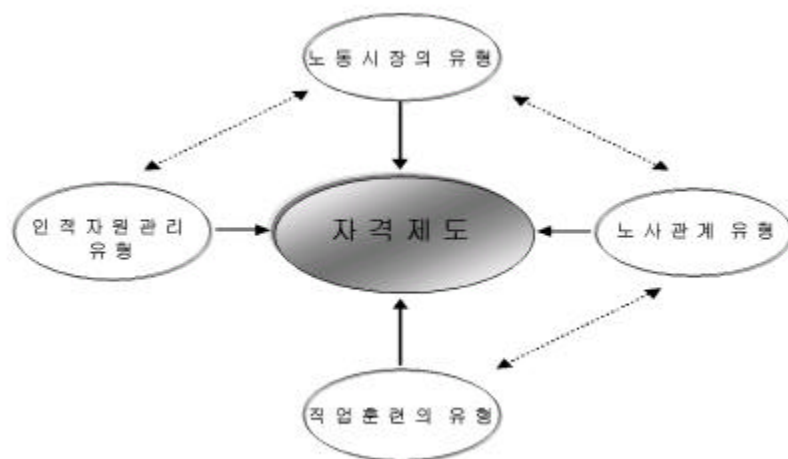 노동시장의 유형
인적자원관리
유형
자격제도
노사관계 유형
직업훈련의 유형